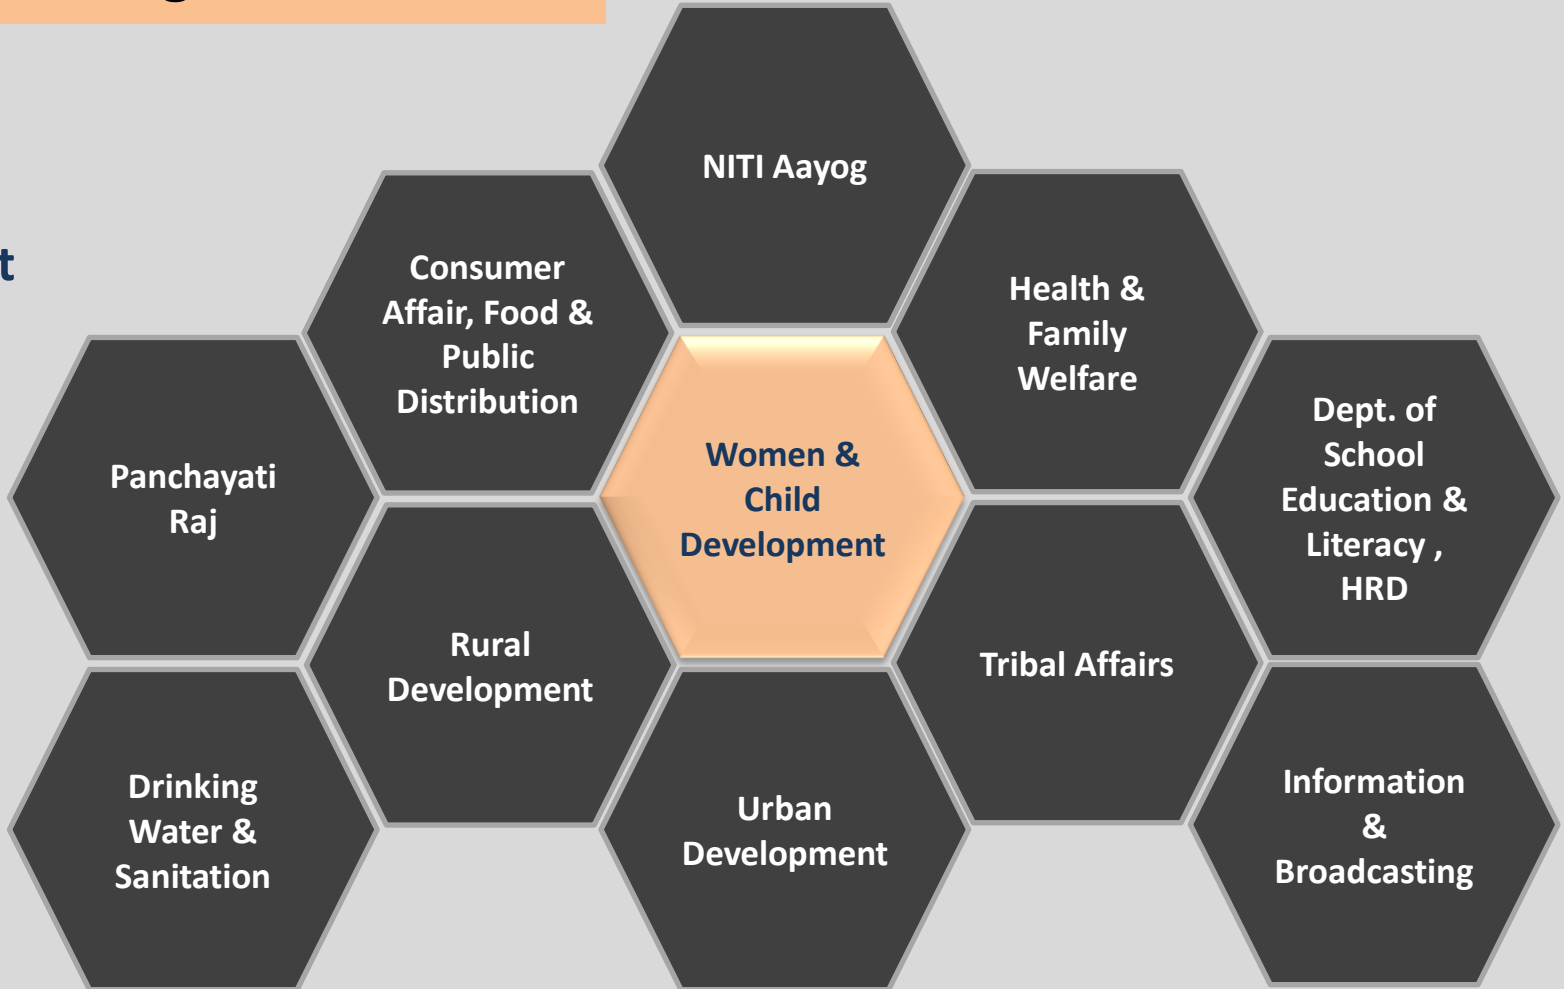 NITI Aayog
Consumer
Affair, Food &
Public
Distribution
Health &
Family
Welfare
Panchayati
Raj
Women &
Child
Development
Dept. of
School
Education &
Literacy ,
HRD
Rural
Development
Tribal Affairs
Drinking
Water &
Sanitation
Urban
Development
Information
&
Broadcasting